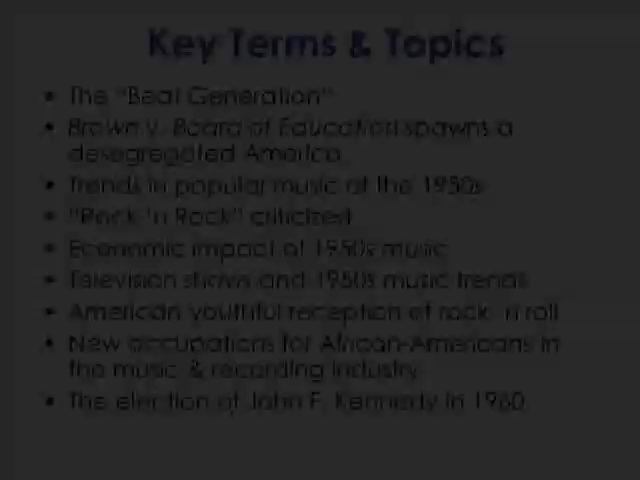 Key Terms & Topics
• The "Beat Generation"
• Brown v. Board of Education spawns a
desegregated America
• Trends in popular music of the 1950s
• "Rock 'n Rock" criticized
• Economic impact of 1950s music
• Television shows and 1950s music trends
• American youthful reception of rock 'n roll
• New occupations for African-Americans in
the music & recording industry
• The election of John F. Kennedy in 1960